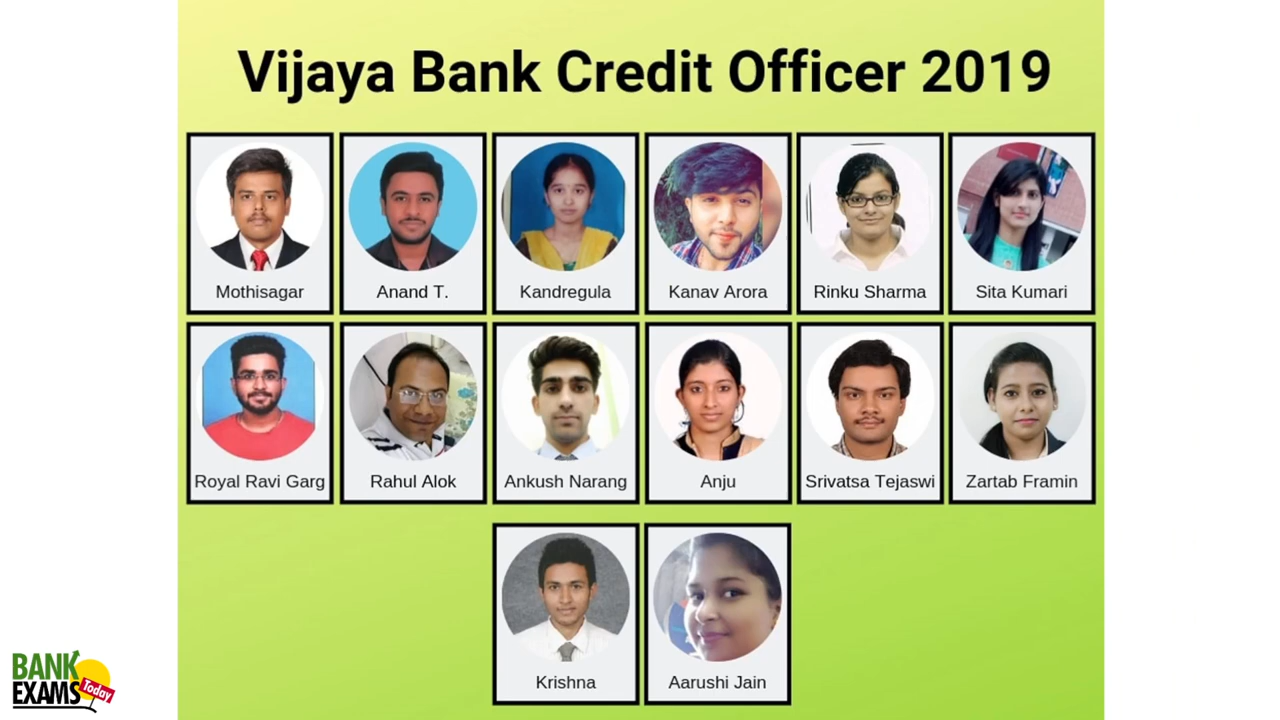 Vijaya Bank Credit Officer 2019
Mothisagar
Anand T.
Kandregula
Kanav Arora
Rinku Sharma
Sita Kumari
Royal Ravi Garg
Rahul Alok
Ankush Narang
Anju
Srivatsa Tejaswi
Zartab Framin
Krishna
Aarushi Jain
BANK
EXAMS Today